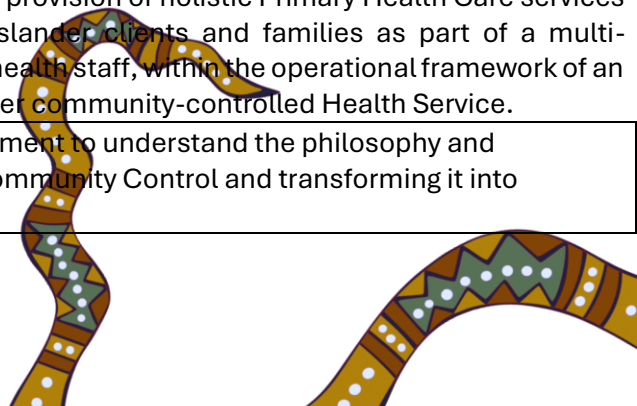 provision of holistic Primary Health Care services
slander clients and families as part of a multi-
health staff, within the operational framework of an
er community-controlled Health Service.
ment to understand the philosophy and
ommunity Control and transforming it into